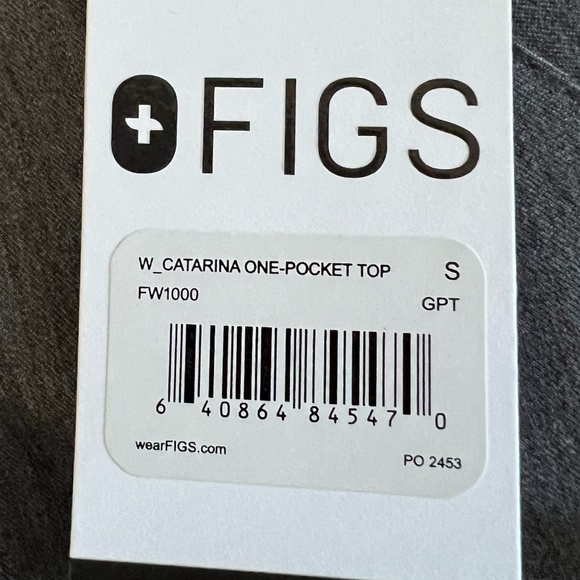 FIGS
W_CATARINA ONE-POCKET TOP S
FW1000 GPT
6 40864 84547 0
wearFIGS.com PO 2453